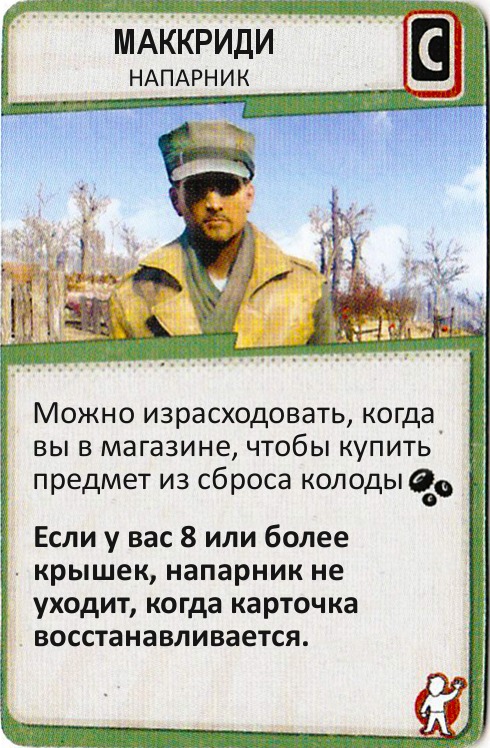 МАККРИДИ
НАПАРНИК
C
Можно израсходовать, когда
вы в магазине, чтобы купить
предмет из сброса колоды
Если у вас 8 или более
крышек, напарник не
уходит, когда карточка
восстанавливается.